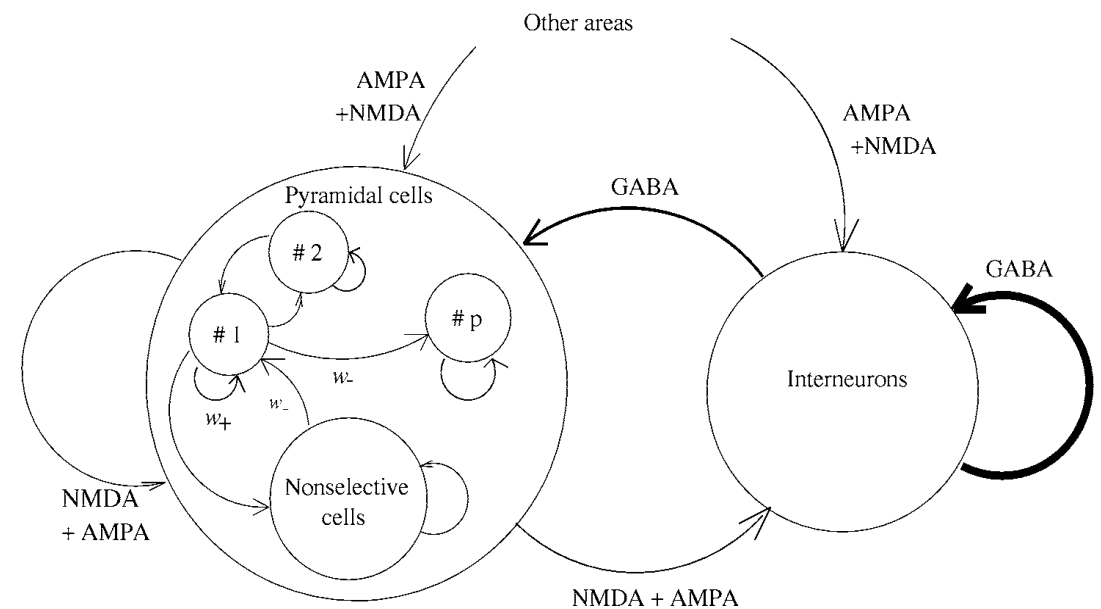 Other areas
AMPA
+NMDA
AMPA
+NMDA
GABA
Pyramidal cells
# 2
GABA
# 1
# p
w-
Interneurons
w+
w-
Nonselective
cells
NMDA
+ AMPA
NMDA + AMPA